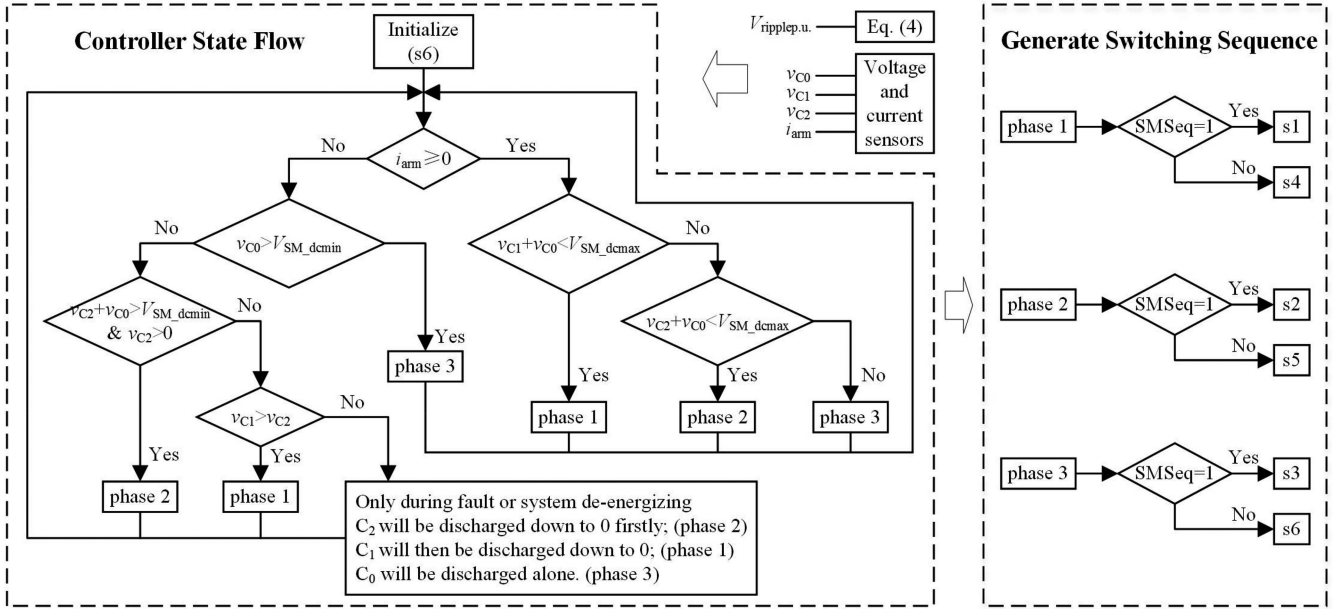 Controller State Flow
Initialize
(s6)
V_ripplep.u.
Eq. (4)
v_C0
v_C1
v_C2
i_arm
Voltage
and
current
sensors
i_arm⩾0
No
Yes
v_C0>V_SM_dcmin
No
Yes
v_C2+v_C0>V_SM_dcmin
& v_C2>0
No
Yes
v_C1>v_C2
No
Yes
phase 2
phase 1
phase 3
v_C1+v_C0<V_SM_dcmax
No
Yes
v_C2+v_C0<V_SM_dcmax
Yes
No
phase 1
phase 2
phase 3
Only during fault or system de-energizing
C_2 will be discharged down to 0 firstly; (phase 2)
C_1 will then be discharged down to 0; (phase 1)
C_0 will be discharged alone. (phase 3)
Generate Switching Sequence
phase 1
SMSeq=1
Yes
s1
No
s4
phase 2
SMSeq=1
Yes
s2
No
s5
phase 3
SMSeq=1
Yes
s3
No
s6